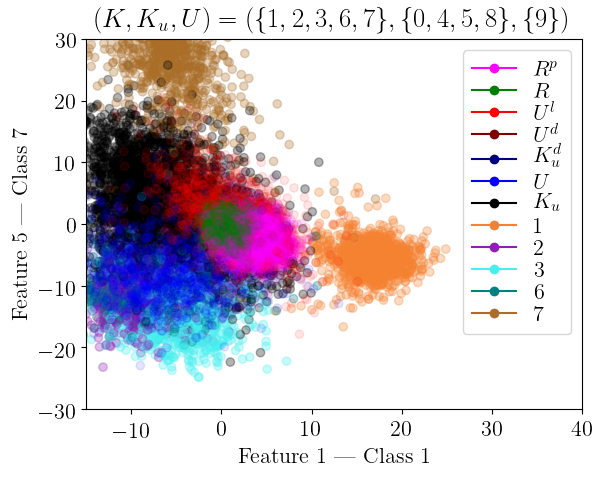 (K, K_u, U) = ({1, 2, 3, 6, 7}, {0, 4, 5, 8}, {9})
30
20
10
0
−10
−20
−30
Feature 5 — Class 7
R^p
R
U^l
U^d
K_u^d
U
K_u
1
2
3
6
7
−10
0
10
20
30
40
Feature 1 — Class 1